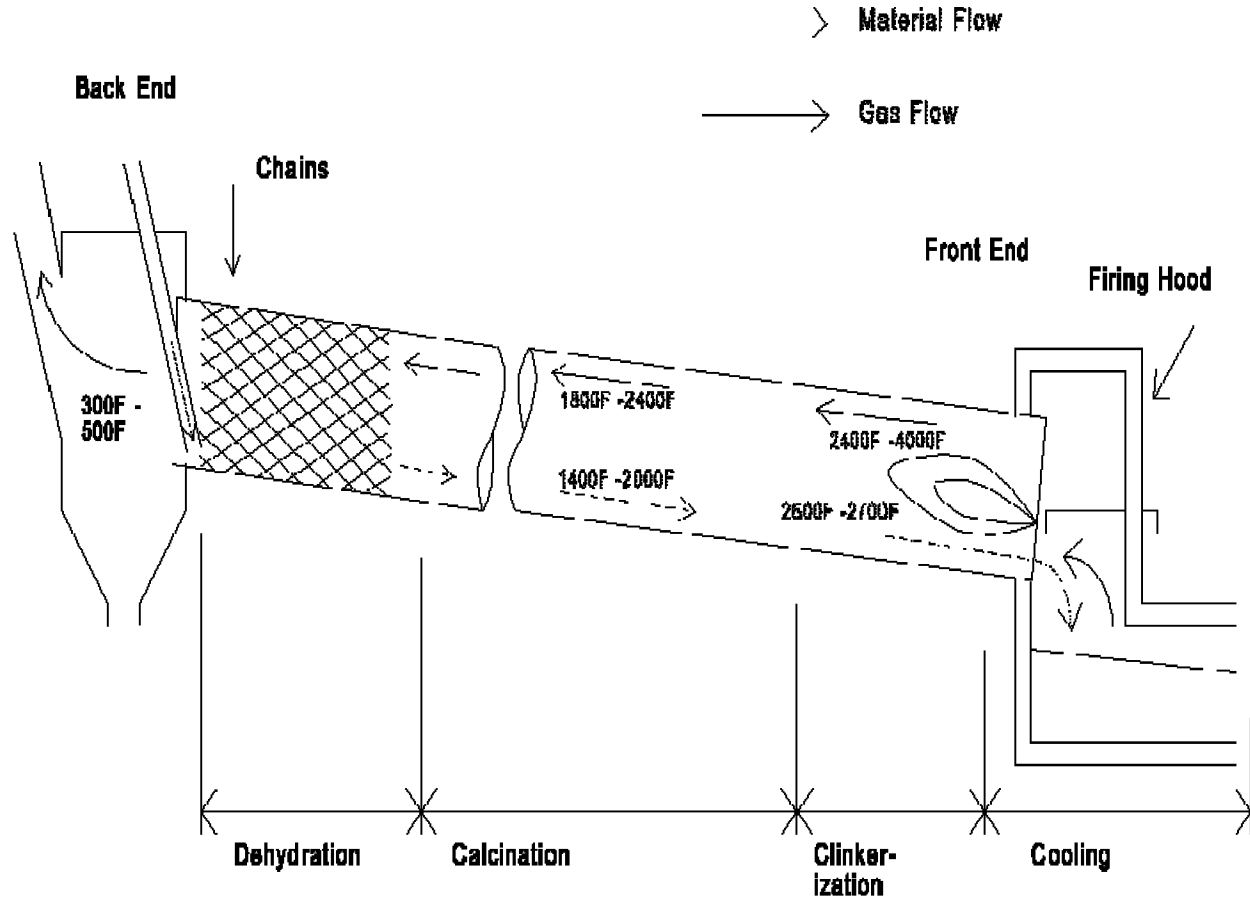 Material Flow
Back End
Gas Flow
Chains
Front End
Firing Hood
300F -
500F
1800F -2400F
2400F -4000F
1400F -2000F
2600F -2700F
Dehydration
Calcination
Clinker-
ization
Cooling